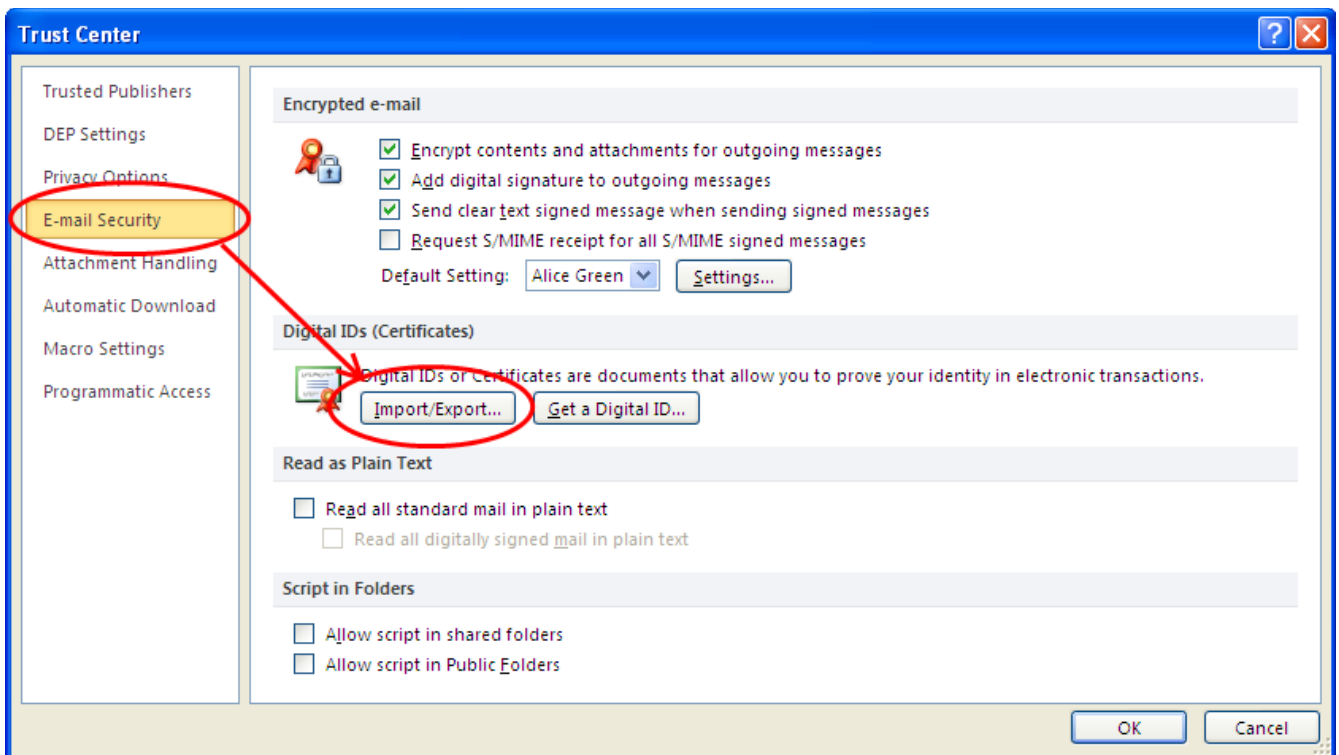 Trust Center
Trusted Publishers
DEP Settings
Privacy Options
E-mail Security
Attachment Handling
Automatic Download
Macro Settings
Programmatic Access
Encrypted e-mail
Encrypt contents and attachments for outgoing messages
Add digital signature to outgoing messages
Send clear text signed message when sending signed messages
Request S/MIME receipt for all S/MIME signed messages
Default Setting: Alice Green Settings...
Digital IDs (Certificates)
Digital IDs or Certificates are documents that allow you to prove your identity in electronic transactions.
Import/Export... Get a Digital ID...
Read as Plain Text
Read all standard mail in plain text
Read all digitally signed mail in plain text
Script in Folders
Allow script in shared folders
Allow script in Public Folders
OK Cancel